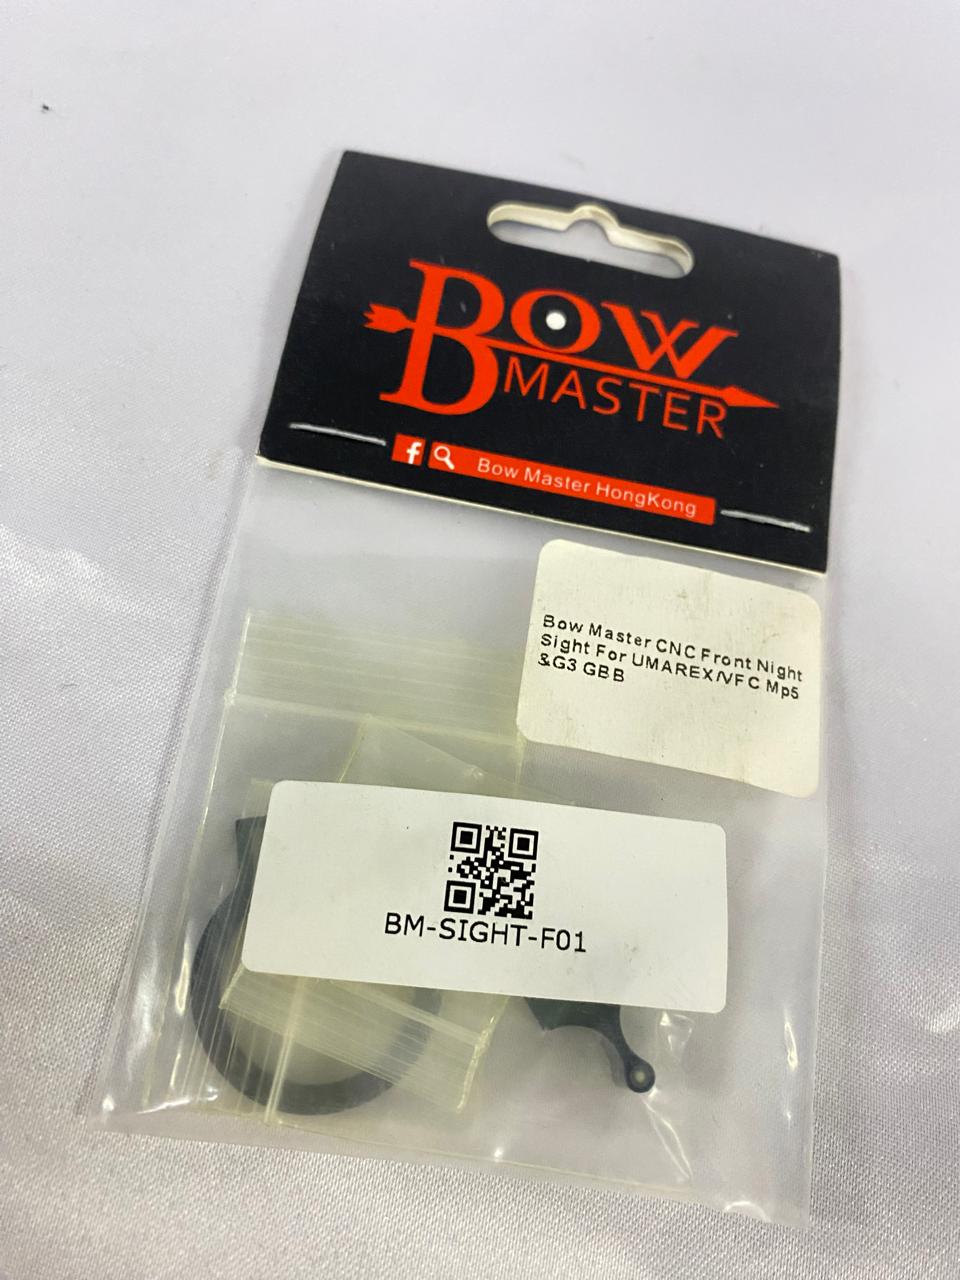 BOW
MASTER
f Bow Master HongKong
Bow Master CNC Front Night
Sight For UMAREX/VFC Mp5
&G3 GBB
BM-SIGHT-F01